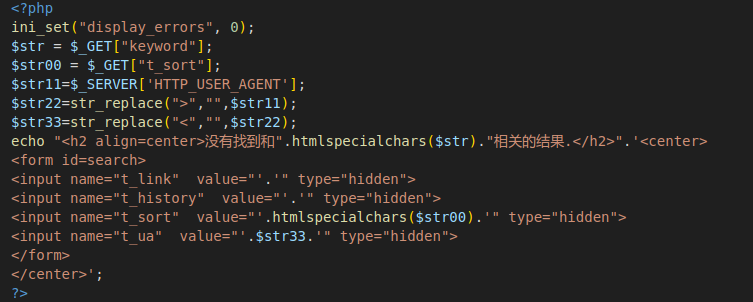 <?php
ini_set("display_errors", 0);
$str = $_GET["keyword"];
$str00 = $_GET["t_sort"];
$str11=$_SERVER['HTTP_USER_AGENT'];
$str22=str_replace(">","",$str11);
$str33=str_replace("<","",$str22);
echo "<h2 align=center>没有找到和".htmlspecialchars($str)."相关的结果.</h2>".'<center>
<form id=search>
<input name="t_link"  value="'.'" type="hidden">
<input name="t_history"  value="'.'" type="hidden">
<input name="t_sort"  value="'.htmlspecialchars($str00).'" type="hidden">
<input name="t_ua"  value="'.$str33.'" type="hidden">
</form>
</center>';
?>